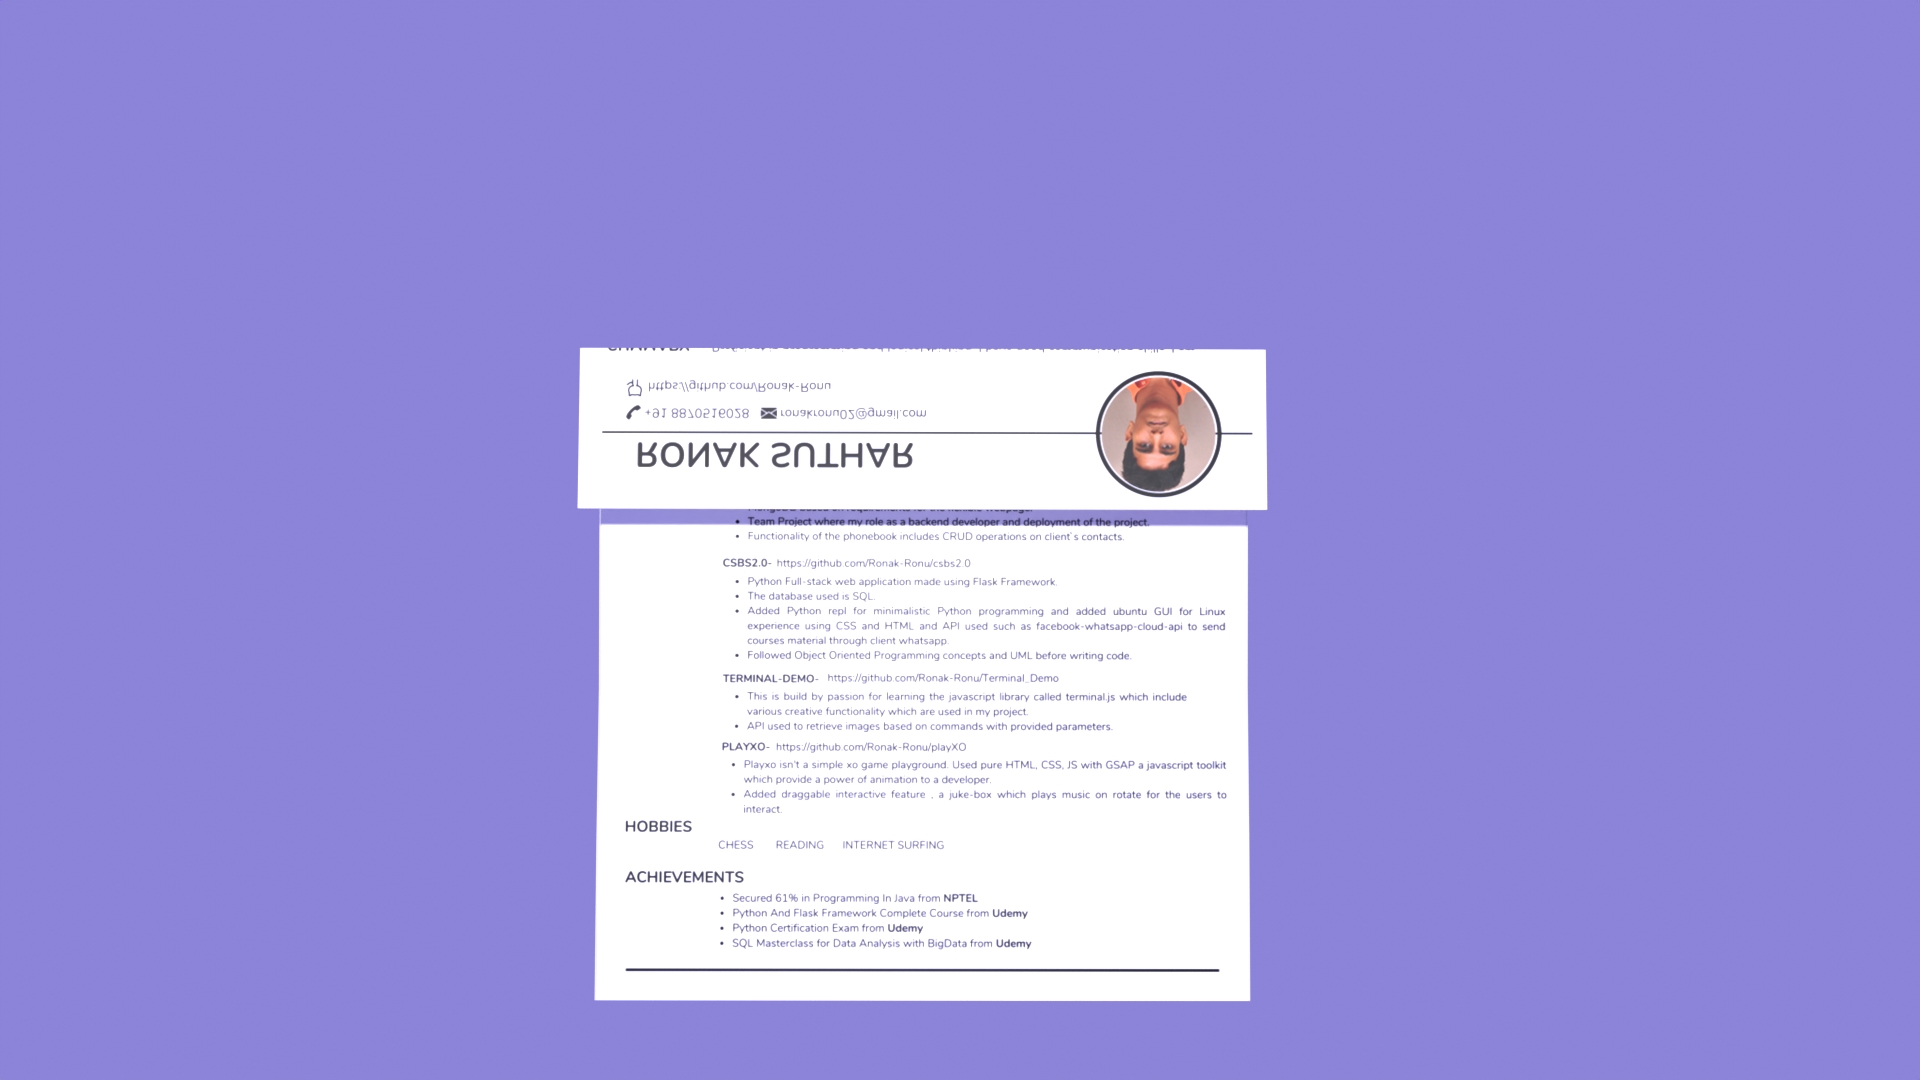 SUMMARY
https://github.com/Ronak-Ronu
+91 8870516028 ronakronu02@gmail.com
RONAK SUTHAR
• Team Project where my role as a backend developer and deployment of the project.
• Functionality of the phonebook includes CRUD operations on client's contacts.
CSBS2.0- https://github.com/Ronak-Ronu/csbs2.0
• Python Full-stack web application made using Flask Framework.
• The database used is SQL.
• Added Python repl for minimalistic Python programming and added ubuntu GUI for Linux
experience using CSS and HTML and API used such as facebook-whatsapp-cloud-api to send
courses material through client whatsapp.
• Followed Object Oriented Programming concepts and UML before writing code.
TERMINAL-DEMO- https://github.com/Ronak-Ronu/Terminal_Demo
• This is build by passion for learning the javascript library called terminal.js which include
various creative functionality which are used in my project.
• API used to retrieve images based on commands with provided parameters.
PLAYXO- https://github.com/Ronak-Ronu/playXO
• Playxo isn't a simple xo game playground. Used pure HTML, CSS, JS with GSAP a javascript toolkit
which provide a power of animation to a developer.
• Added draggable interactive feature , a juke-box which plays music on rotate for the users to
interact.
HOBBIES
CHESS READING INTERNET SURFING
ACHIEVEMENTS
• Secured 61% in Programming In Java from NPTEL
• Python And Flask Framework Complete Course from Udemy
• Python Certification Exam from Udemy
• SQL Masterclass for Data Analysis with BigData from Udemy